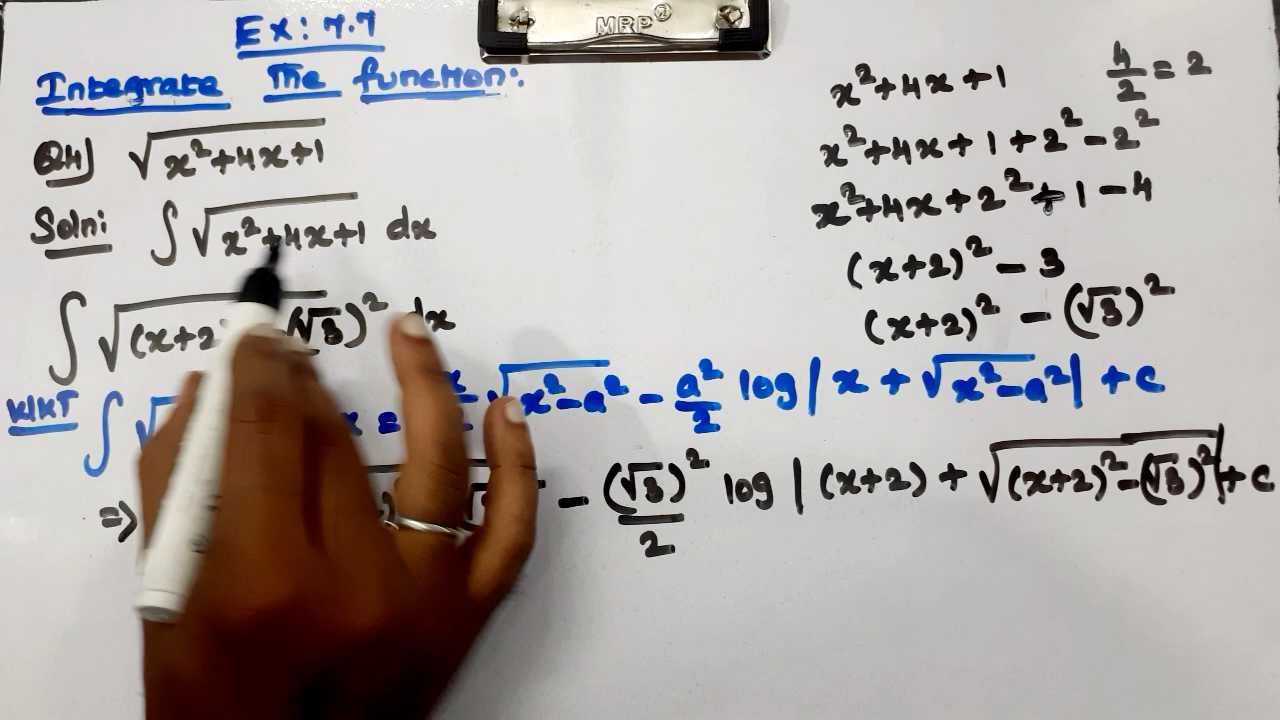 MRP®
Ex: 7.7
Integrate The function:
Q4) √(x²+4x+1)
Soln: ∫ √(x²+4x+1) dx
∫ √((x+2) (√3)² dx
WKT ∫ √ x = √(x²-a²) - a²/2 log| x + √(x²-a²) | + c
=> - (√3)²/2 log | (x+2) + √((x+2)²-(√3)²) | + c
x²+4x+1 4/2 = 2
x²+4x+1+2²-2²
x²+4x+2²+1-4
(x+2)² - 3
(x+2)² - (√3)²